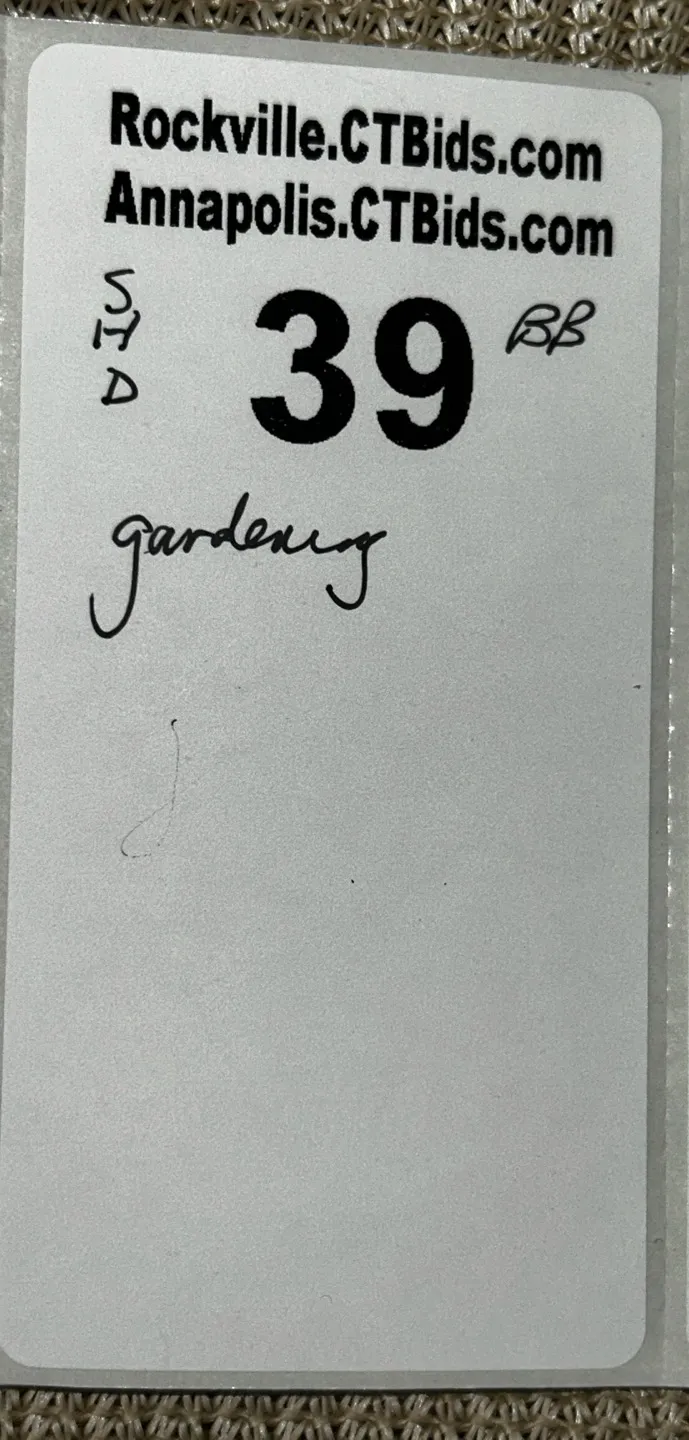 Rockville.CTBids.com
Annapolis.CTBids.com
S
H
D
39 BB
gardening